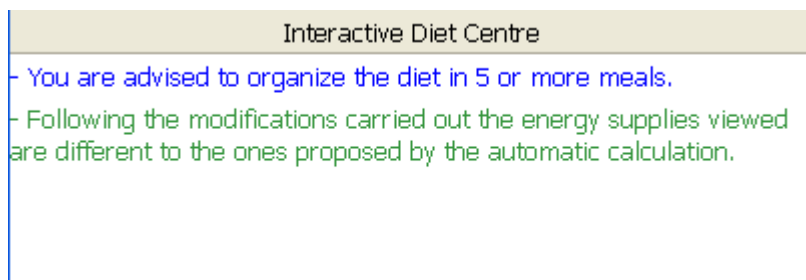 Interactive Diet Centre
- You are advised to organize the diet in 5 or more meals.
- Following the modifications carried out the energy supplies viewed
are different to the ones proposed by the automatic calculation.